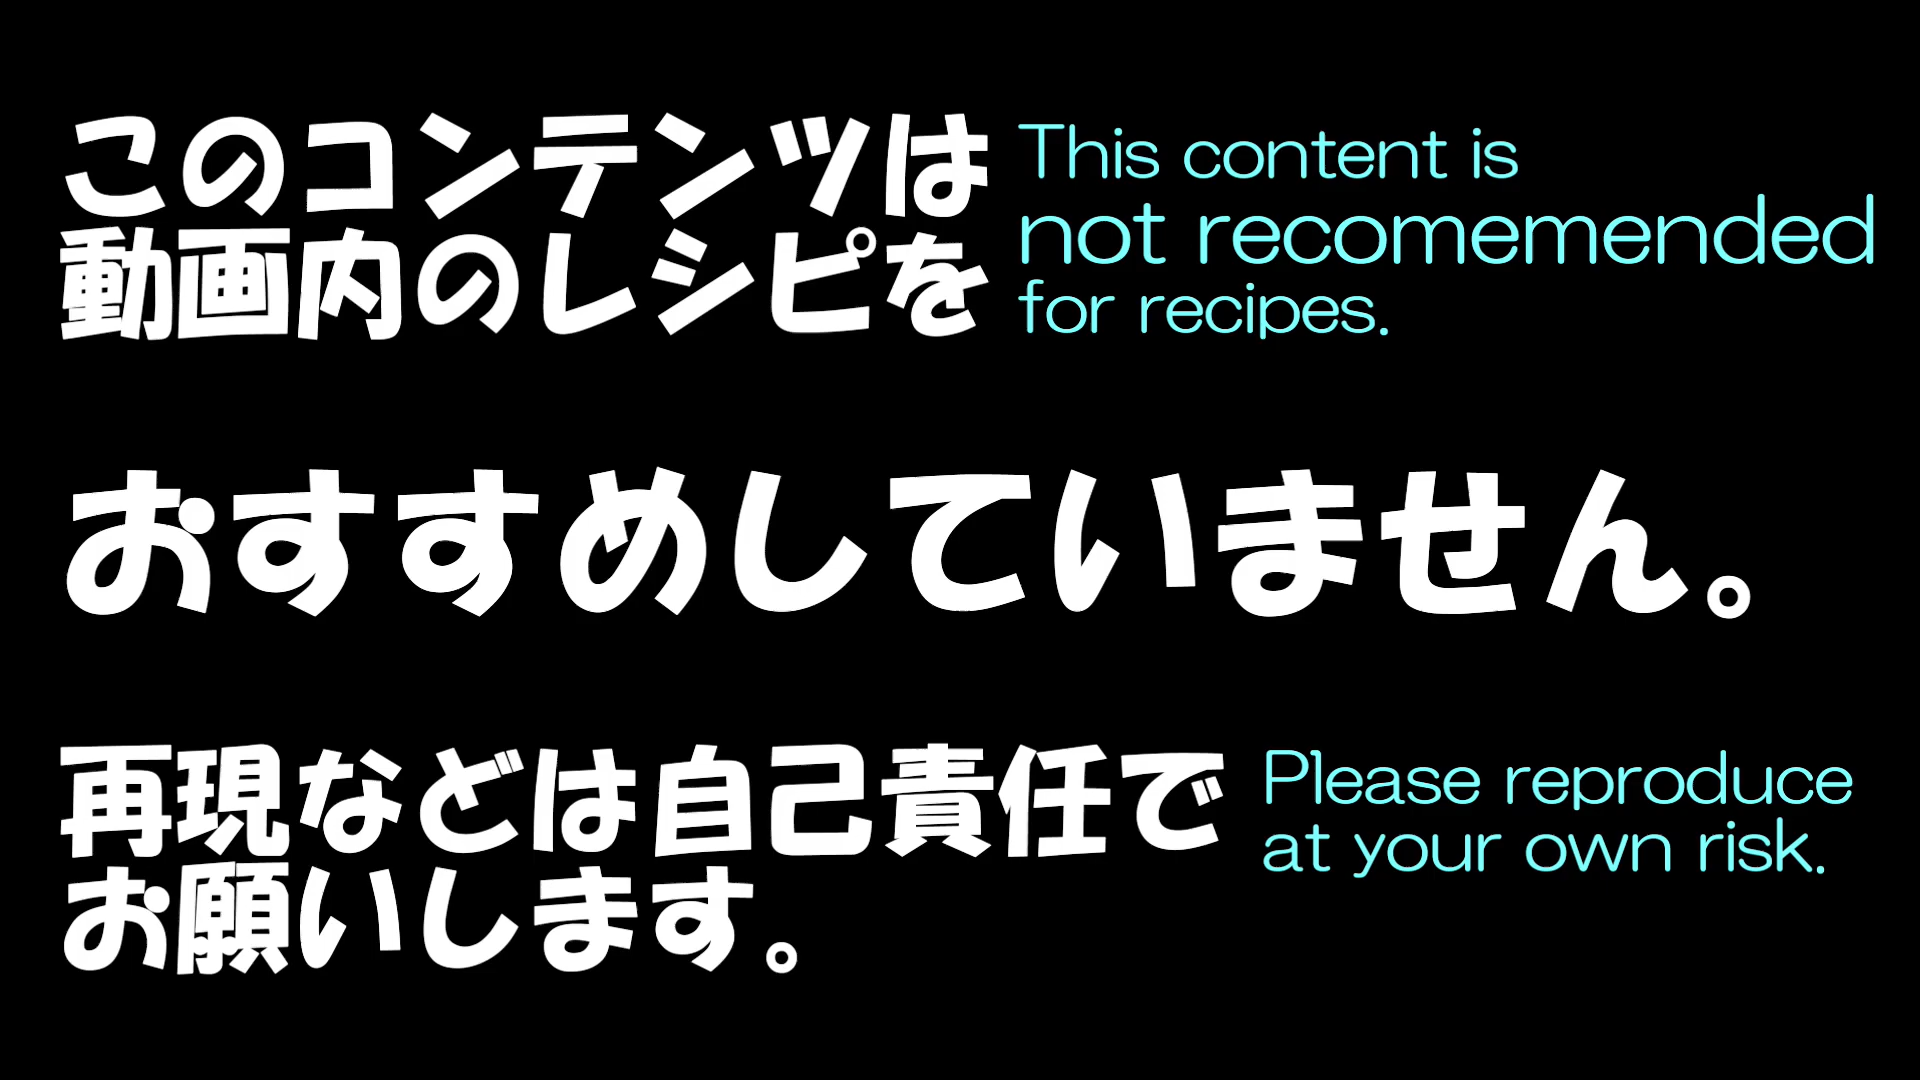 このコンテンツは
動画内のレシピを
This content is
not recomemended
for recipes.
おすすめしていません。
再現などは自己責任で
お願いします。
Please reproduce
at your own risk.